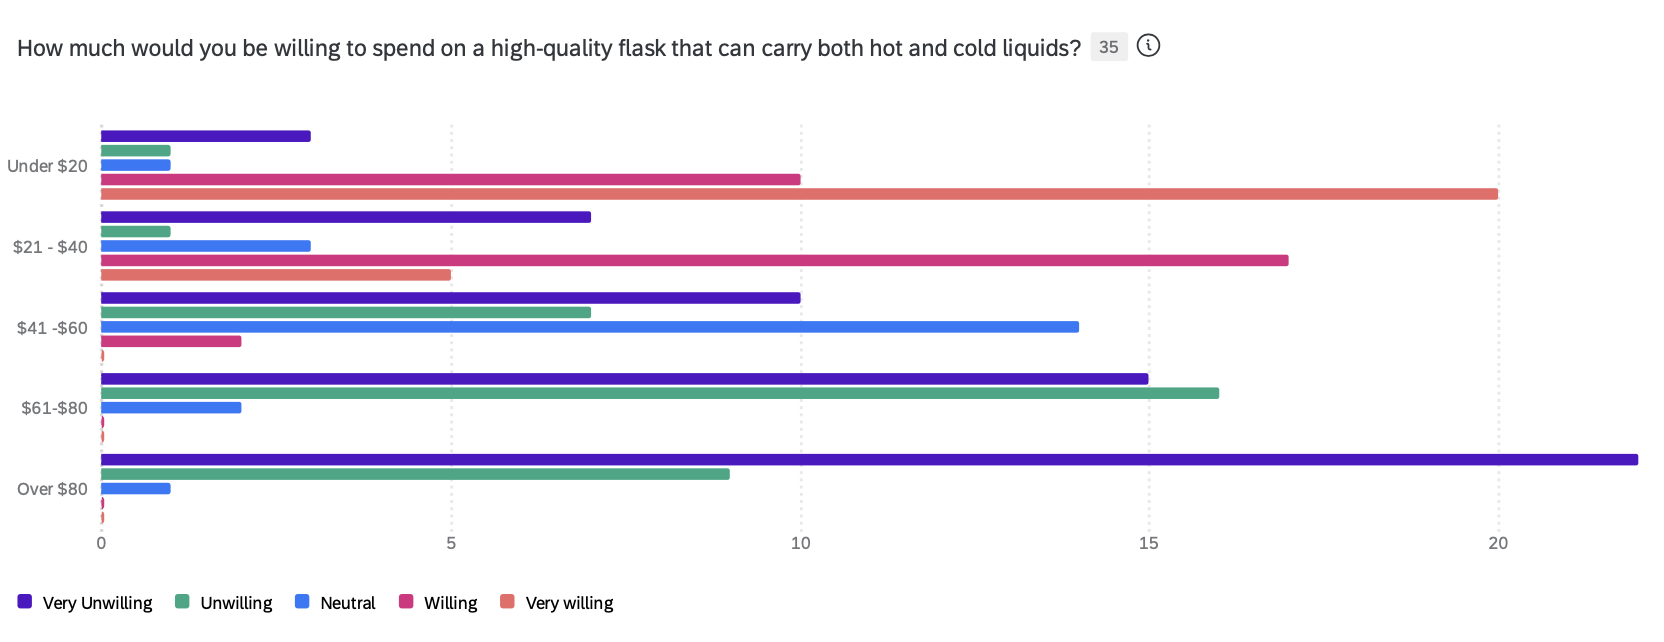 How much would you be willing to spend on a high-quality flask that can carry both hot and cold liquids? 35
Under $20
$21 - $40
$41 -$60
$61-$80
Over $80
0 5 10 15 20
Very Unwilling Unwilling Neutral Willing Very willing